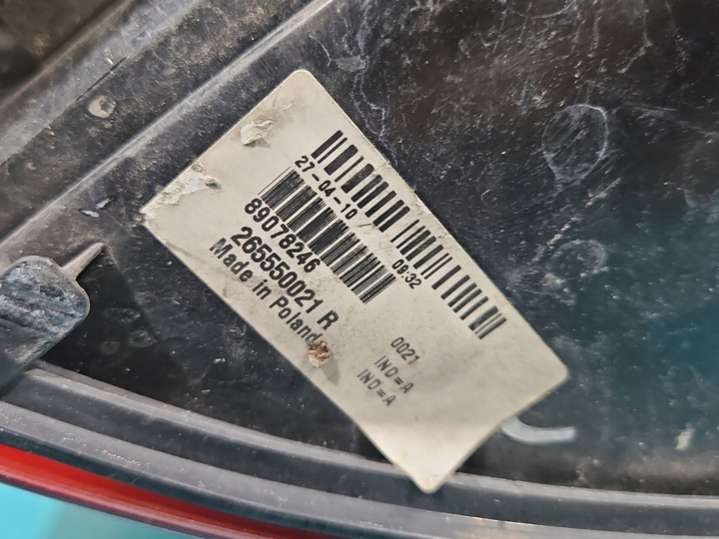 27-04-10 / 09:32
89078246
265550021 R
Made in Poland
0021
IND=A
IND=A